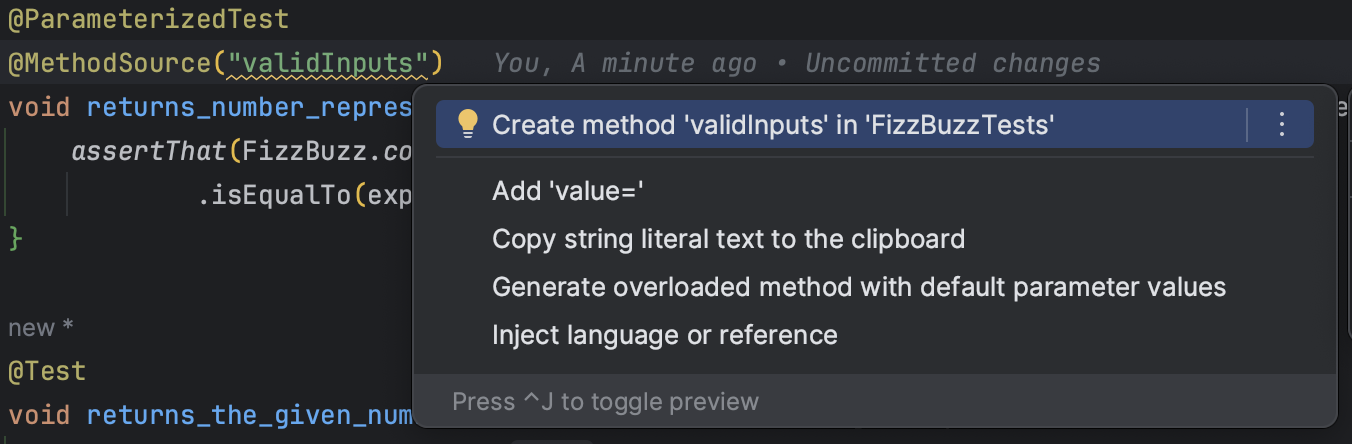 @ParameterizedTest
@MethodSource("validInputs") You, A minute ago • Uncommitted changes
void returns_number_repres
assertThat(FizzBuzz.co
.isEqualTo(exp
}
new *
@Test
void returns_the_given_num
Create method 'validInputs' in 'FizzBuzzTests'
Add 'value='
Copy string literal text to the clipboard
Generate overloaded method with default parameter values
Inject language or reference
Press ^J to toggle preview